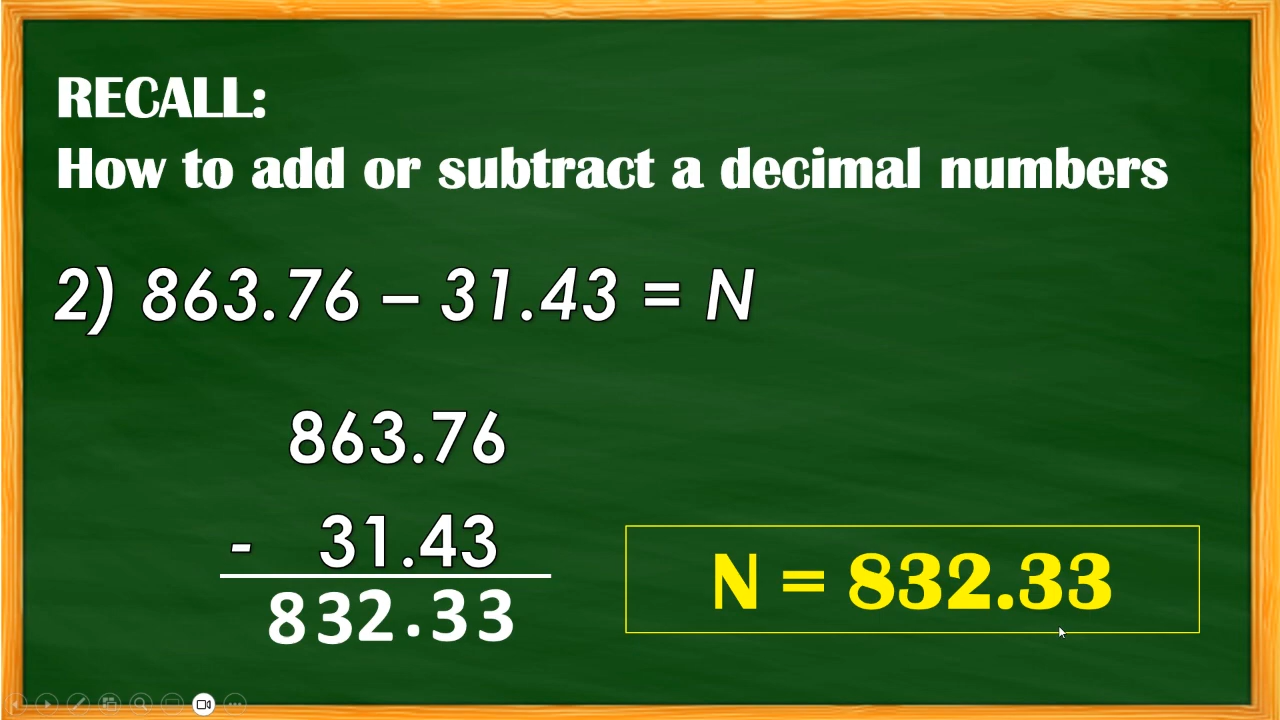 RECALL:
How to add or subtract a decimal numbers
2) 863.76 – 31.43 = N
863.76
- 31.43
832.33
N = 832.33